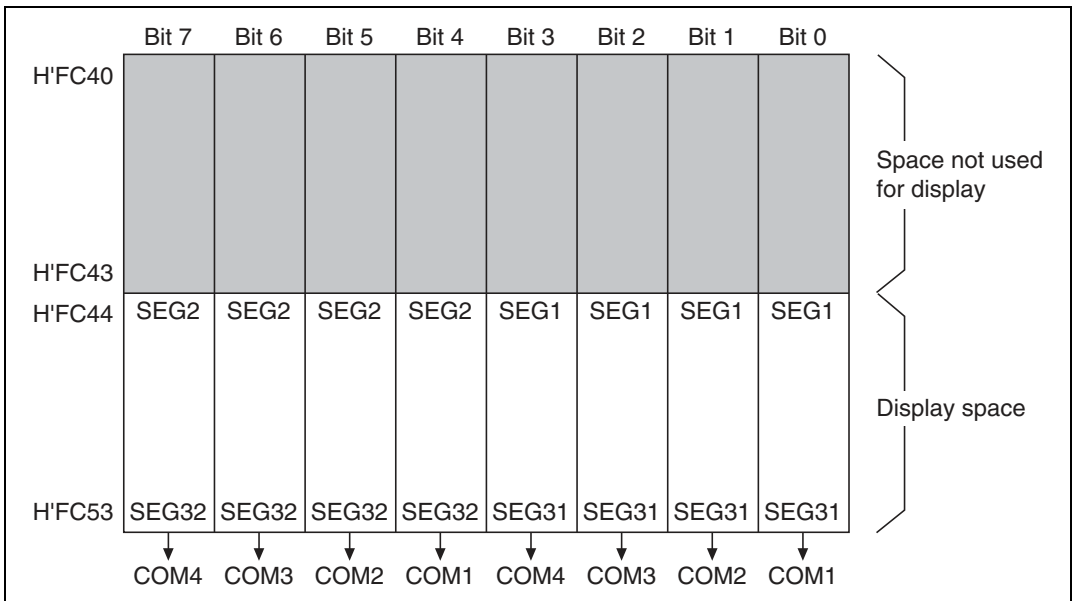 Bit 7 Bit 6 Bit 5 Bit 4 Bit 3 Bit 2 Bit 1 Bit 0
H'FC40
Space not used
for display
H'FC43
H'FC44 SEG2 SEG2 SEG2 SEG2 SEG1 SEG1 SEG1 SEG1
Display space
H'FC53 SEG32 SEG32 SEG32 SEG32 SEG31 SEG31 SEG31 SEG31
COM4 COM3 COM2 COM1 COM4 COM3 COM2 COM1